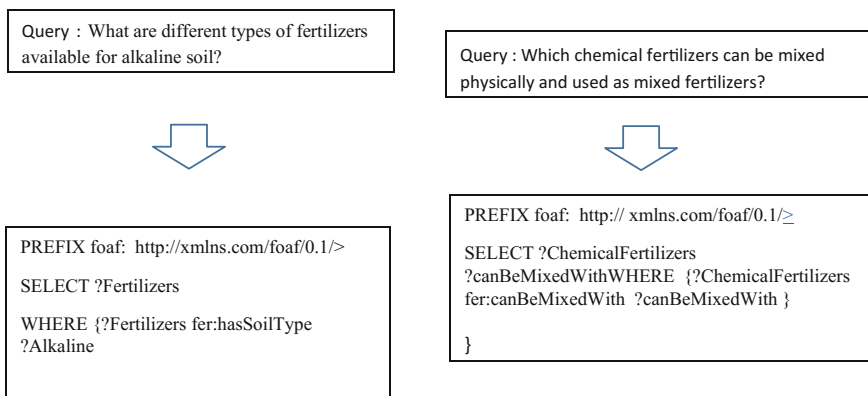 Query : What are different types of fertilizers
available for alkaline soil?
PREFIX foaf: http://xmlns.com/foaf/0.1/>
SELECT ?Fertilizers
WHERE {?Fertilizers fer:hasSoilType
?Alkaline
Query : Which chemical fertilizers can be mixed
physically and used as mixed fertilizers?
PREFIX foaf: http:// xmlns.com/foaf/0.1/>
SELECT ?ChemicalFertilizers
?canBeMixedWithWHERE {?ChemicalFertilizers
fer:canBeMixedWith ?canBeMixedWith }
}